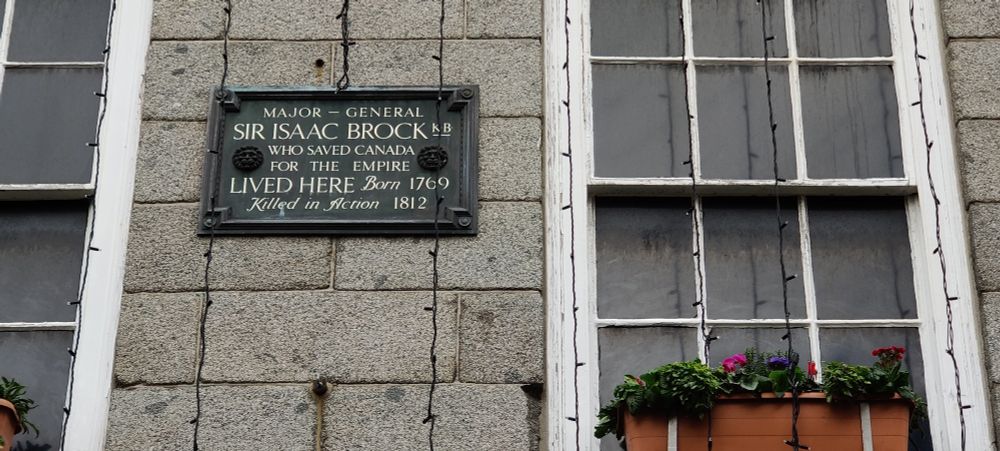 MAJOR – GENERAL
SIR ISAAC BROCK KB
WHO SAVED CANADA
FOR THE EMPIRE
LIVED HERE Born 1769
Killed in Action 1812